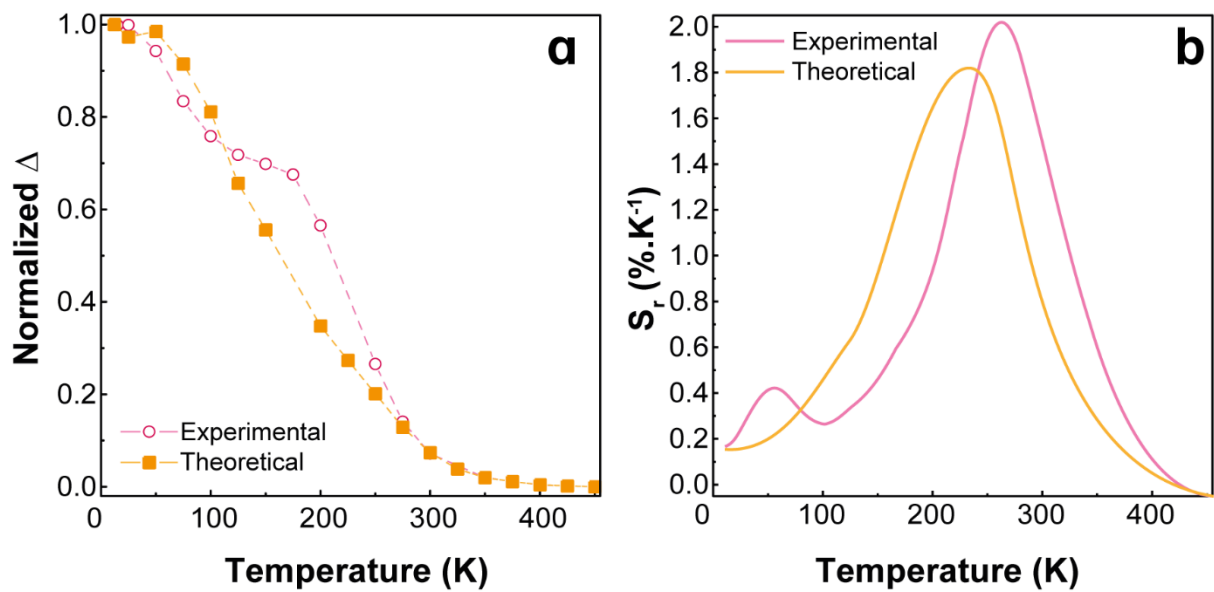 a
1.0
0.8
0.6
0.4
0.2
0.0
Normalized Δ
Experimental
Theoretical
0
100
200
300
400
Temperature (K)
b
2.0
1.8
1.6
1.4
1.2
1.0
0.8
0.6
0.4
0.2
0.0
Sᵣ (%.K⁻¹)
Experimental
Theoretical
0
100
200
300
400
Temperature (K)